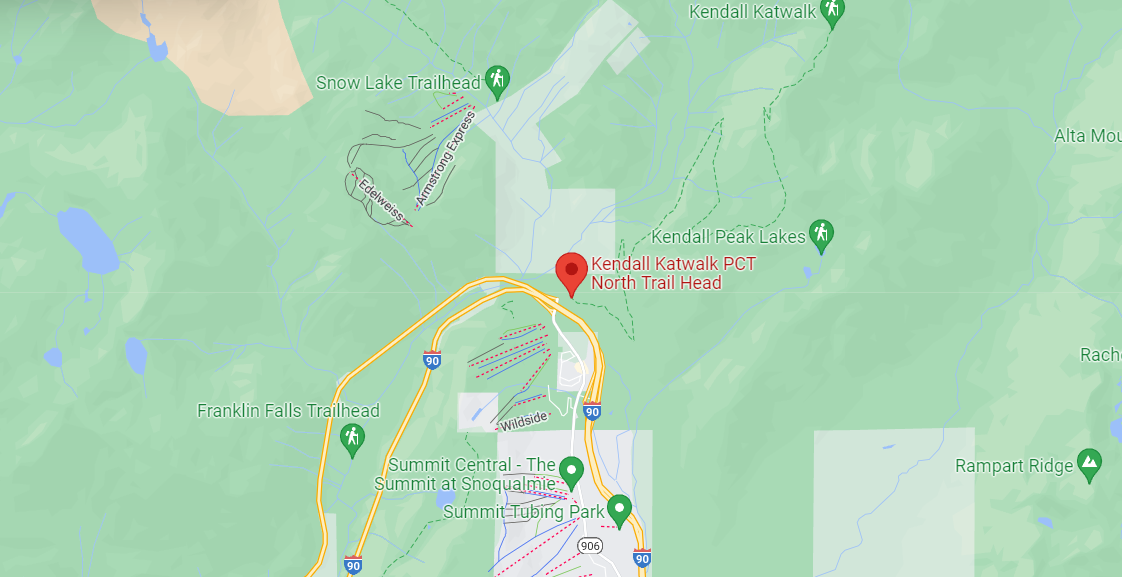 Kendall Katwalk
Snow Lake Trailhead
Armstrong Express
Alta Mou
Edelweiss
Kendall Peak Lakes
Kendall Katwalk PCT
North Trail Head
90
Rach
90
Franklin Falls Trailhead
Wildside
Summit Central - The
Summit at Snoqualmie
Rampart Ridge
Summit Tubing Park
906
90
90